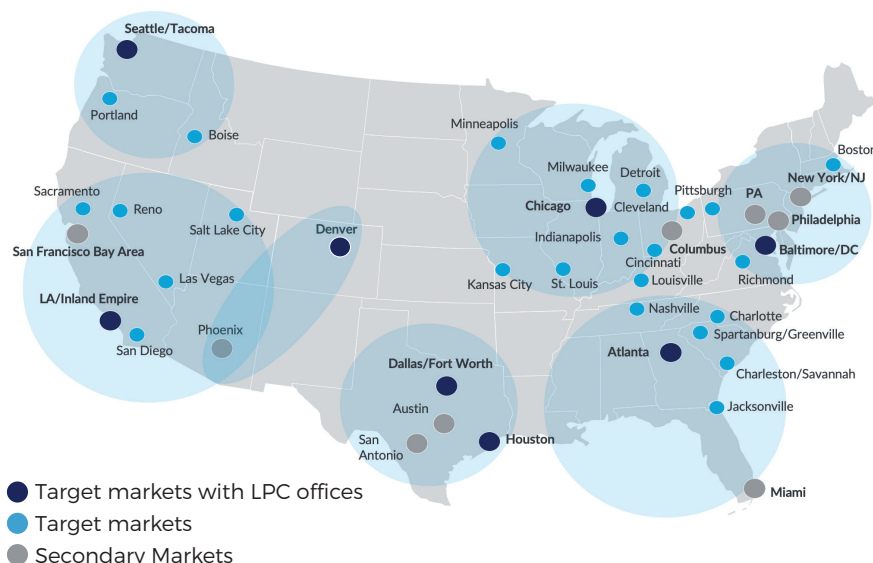 Seattle/Tacoma
Portland
Boise
Minneapolis
Milwaukee
Detroit
Boston
New York/NJ
Pittsburgh
PA
Chicago
Cleveland
Philadelphia
Sacramento
Reno
Salt Lake City
Denver
Indianapolis
Columbus
Baltimore/DC
San Francisco Bay Area
Cincinnati
Las Vegas
Kansas City
St. Louis
Louisville
Richmond
LA/Inland Empire
Nashville
Charlotte
Phoenix
Spartanburg/Greenville
San Diego
Dallas/Fort Worth
Atlanta
Charleston/Savannah
Austin
Jacksonville
San
Antonio
Houston
Miami
Target markets with LPC offices
Target markets
Secondary Markets